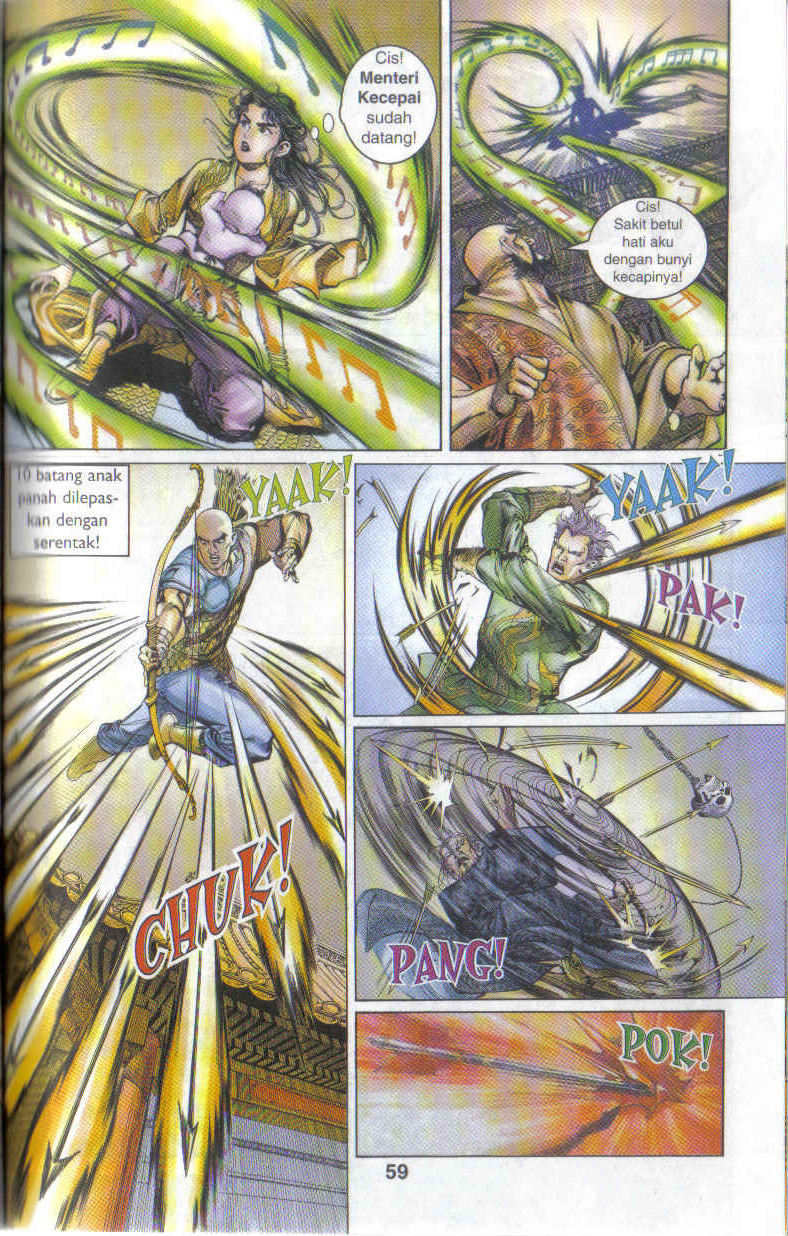 Cis!
Menteri
Kecepai
sudah
datang!
Cis!
Sakit betul
hati aku
dengan bunyi
kecapinya!
10 batang anak
panah dilepas-
kan dengan
serentak!
YAAK!
CHUK!
YAAK!
PAK!
PANG!
POK!
59